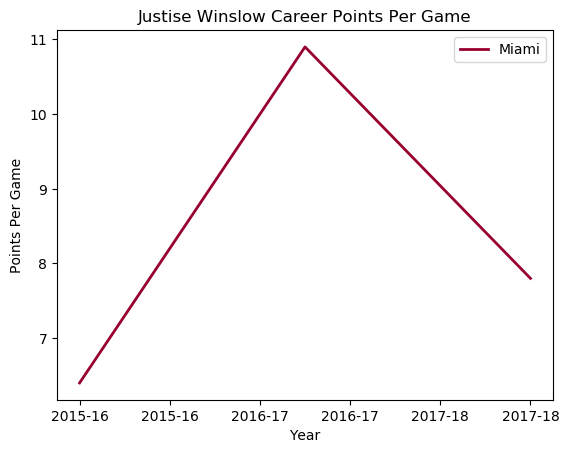 Justise Winslow Career Points Per Game
Miami
11
10
9
8
7
Points Per Game
2015-16 2015-16 2016-17 2016-17 2017-18 2017-18
Year